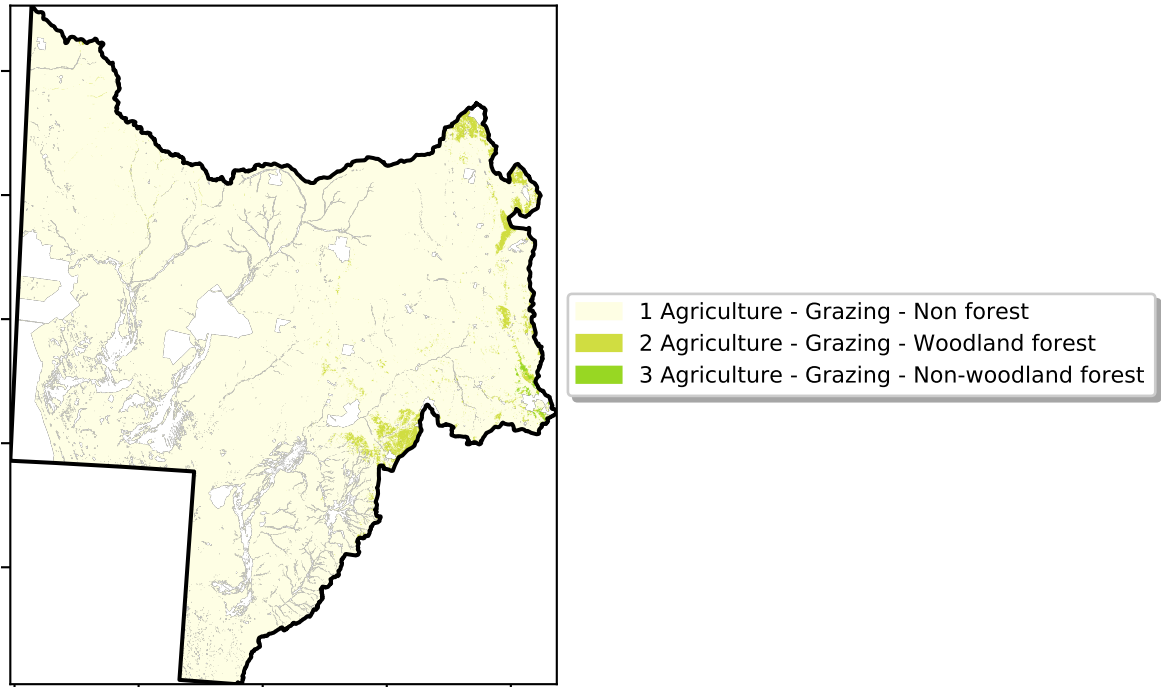 1 Agriculture - Grazing - Non forest
2 Agriculture - Grazing - Woodland forest
3 Agriculture - Grazing - Non-woodland forest